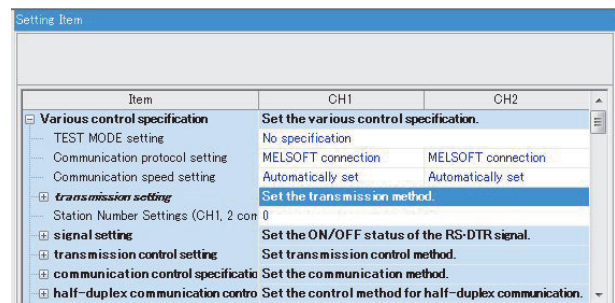 Setting Item
Item CH1 CH2
Various control specification Set the various control specification.
TEST MODE setting No specification
Communication protocol setting MELSOFT connection MELSOFT connection
Communication speed setting Automatically set Automatically set
transmission setting Set the transmission method.
Station Number Settings (CH1, 2 con 0
signal setting Set the ON/OFF status of the RS-DTR signal.
transmission control setting Set transmission control method.
communication control specificatio Set the communication method.
half-duplex communication contro Set the control method for half-duplex communication.